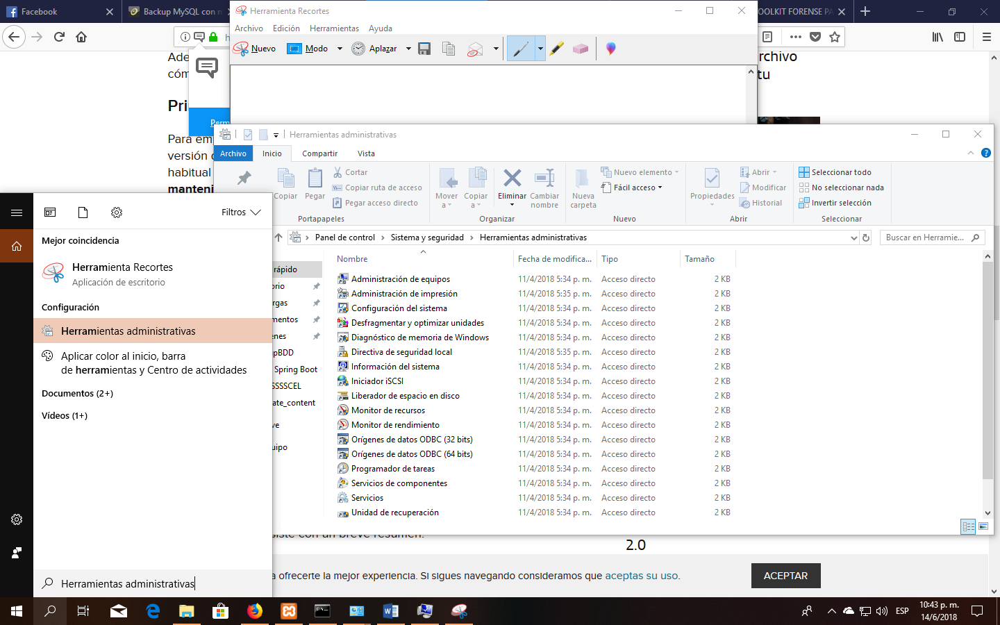 Facebook
Backup MySQL con m
Herramienta Recortes
OOLKIT FORENSE PA
Archivo Edición Herramientas Ayuda
Nuevo Modo Aplazar
Ade
cóm
rchivo
tu
Pri
Perm
Para em
versión
habitual
manteni
Herramientas administrativas
Archivo Inicio Compartir Vista
Copiar
Pegar
Cortar
Copiar ruta de acceso
Pegar acceso directo
Portapapeles
Mover a
Copiar a
Eliminar
Cambiar nombre
Organizar
Nueva carpeta
Nuevo elemento
Fácil acceso
Nuevo
Propiedades
Abrir
Modificar
Historial
Abrir
Seleccionar todo
No seleccionar nada
Invertir selección
Seleccionar
Panel de control > Sistema y seguridad > Herramientas administrativas
Buscar en Herramie...
Filtros
Mejor coincidencia
Herramienta Recortes
Aplicación de escritorio
Configuración
Herramientas administrativas
Aplicar color al inicio, barra
de herramientas y Centro de actividades
Documentos (2+)
Vídeos (1+)
Herramientas administrativas
rápido
orio
rgas
mentos
enes
pBDD
Spring Boot
SSSSCEL
ate_content
ve
uipo
Nombre Fecha de modifica... Tipo Tamaño
Administración de equipos 11/4/2018 5:34 p. m. Acceso directo 2 KB
Administración de impresión 11/4/2018 5:35 p. m. Acceso directo 2 KB
Configuración del sistema 11/4/2018 5:34 p. m. Acceso directo 2 KB
Desfragmentar y optimizar unidades 11/4/2018 5:34 p. m. Acceso directo 2 KB
Diagnóstico de memoria de Windows 11/4/2018 5:34 p. m. Acceso directo 2 KB
Directiva de seguridad local 11/4/2018 5:35 p. m. Acceso directo 2 KB
Información del sistema 11/4/2018 5:34 p. m. Acceso directo 2 KB
Iniciador iSCSI 11/4/2018 5:34 p. m. Acceso directo 2 KB
Liberador de espacio en disco 11/4/2018 5:34 p. m. Acceso directo 2 KB
Monitor de recursos 11/4/2018 5:34 p. m. Acceso directo 2 KB
Monitor de rendimiento 11/4/2018 5:34 p. m. Acceso directo 2 KB
Orígenes de datos ODBC (32 bits) 11/4/2018 5:34 p. m. Acceso directo 2 KB
Orígenes de datos ODBC (64 bits) 11/4/2018 5:34 p. m. Acceso directo 2 KB
Programador de tareas 11/4/2018 5:34 p. m. Acceso directo 2 KB
Servicios de componentes 11/4/2018 5:34 p. m. Acceso directo 2 KB
Servicios 11/4/2018 5:34 p. m. Acceso directo 2 KB
Unidad de recuperación 11/4/2018 5:34 p. m. Acceso directo 2 KB
siste con un breve resumen.
2.0
a ofrecerte la mejor experiencia. Si sigues navegando consideramos que aceptas su uso.
ACEPTAR
ESP
10:43 p. m.
14/6/2018